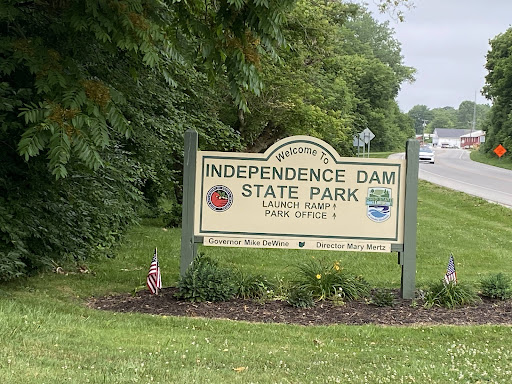 Welcome To
INDEPENDENCE DAM
STATE PARK
LAUNCH RAMP ↑
PARK OFFICE ↑
Governor Mike DeWine Director Mary Mertz